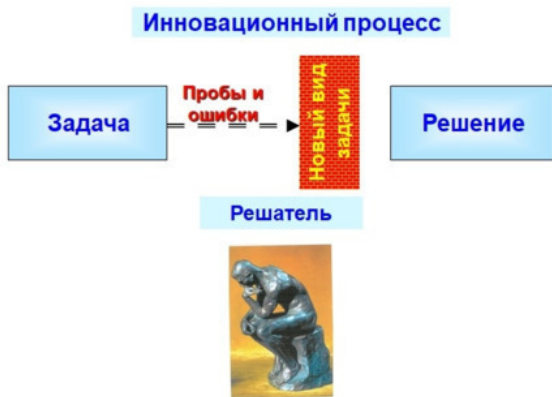 Инновационный процесс
Задача
Пробы и
ошибки
Новый вид
задачи
Решение
Решатель